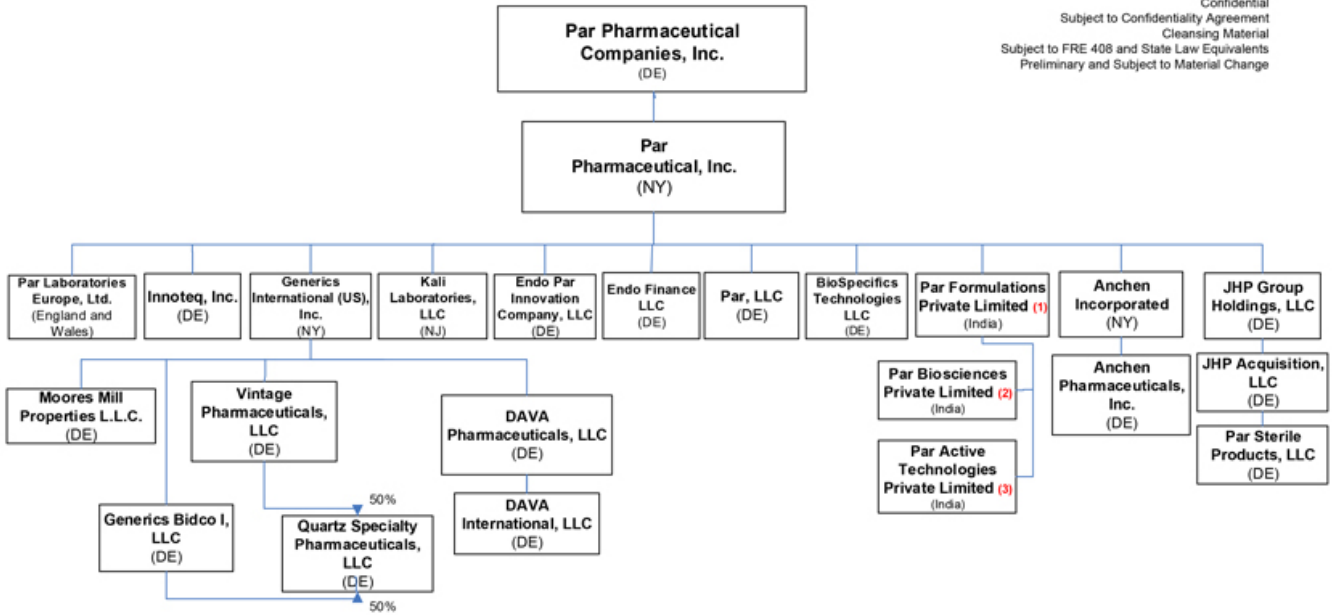 Confidential
Subject to Confidentiality Agreement
Cleansing Material
Subject to FRE 408 and State Law Equivalents
Preliminary and Subject to Material Change
Par Pharmaceutical
Companies, Inc.
(DE)
Par
Pharmaceutical, Inc.
(NY)
Par Laboratories
Europe, Ltd.
(England and
Wales)
Innoteq, Inc.
(DE)
Generics
International (US),
Inc.
(NY)
Kali
Laboratories,
LLC
(NJ)
Endo Par
Innovation
Company, LLC
(DE)
Endo Finance
LLC
(DE)
Par, LLC
(DE)
BioSpecifics
Technologies
LLC
(DE)
Par Formulations
Private Limited (1)
(India)
Anchen
Incorporated
(NY)
JHP Group
Holdings, LLC
(DE)
Moores Mill
Properties L.L.C.
(DE)
Vintage
Pharmaceuticals,
LLC
(DE)
DAVA
Pharmaceuticals, LLC
(DE)
Par Biosciences
Private Limited (2)
(India)
Anchen
Pharmaceuticals,
Inc.
(DE)
JHP Acquisition,
LLC
(DE)
Par Active
Technologies
Private Limited (3)
(India)
Par Sterile
Products, LLC
(DE)
Generics Bidco I,
LLC
(DE)
50%
Quartz Specialty
Pharmaceuticals,
LLC
(DE)
50%
DAVA
International, LLC
(DE)